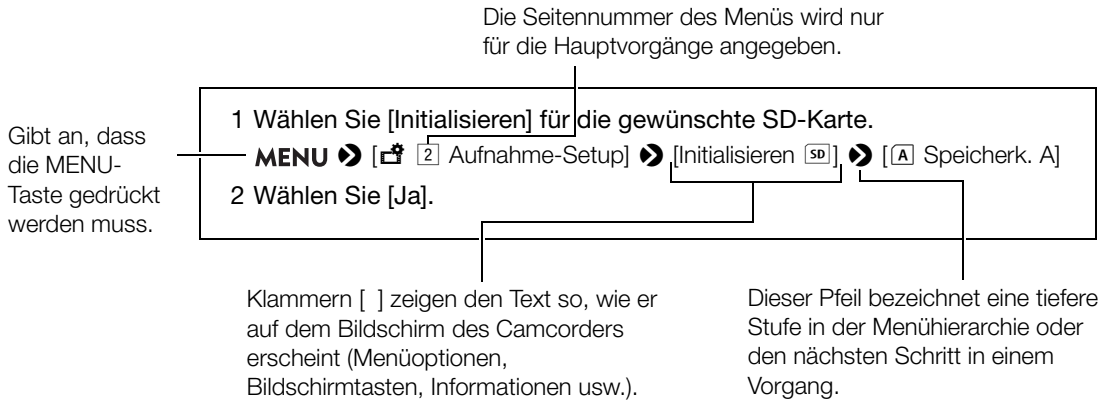 Die Seitennummer des Menüs wird nur
für die Hauptvorgänge angegeben.
Gibt an, dass
die MENU-
Taste gedrückt
werden muss.
1 Wählen Sie [Initialisieren] für die gewünschte SD-Karte.
MENU ❯ [ 2 Aufnahme-Setup] ❯ [Initialisieren SD] ❯ [A Speicherk. A]
2 Wählen Sie [Ja].
Klammern [ ] zeigen den Text so, wie er
auf dem Bildschirm des Camcorders
erscheint (Menüoptionen,
Bildschirmtasten, Informationen usw.).
Dieser Pfeil bezeichnet eine tiefere
Stufe in der Menühierarchie oder
den nächsten Schritt in einem
Vorgang.